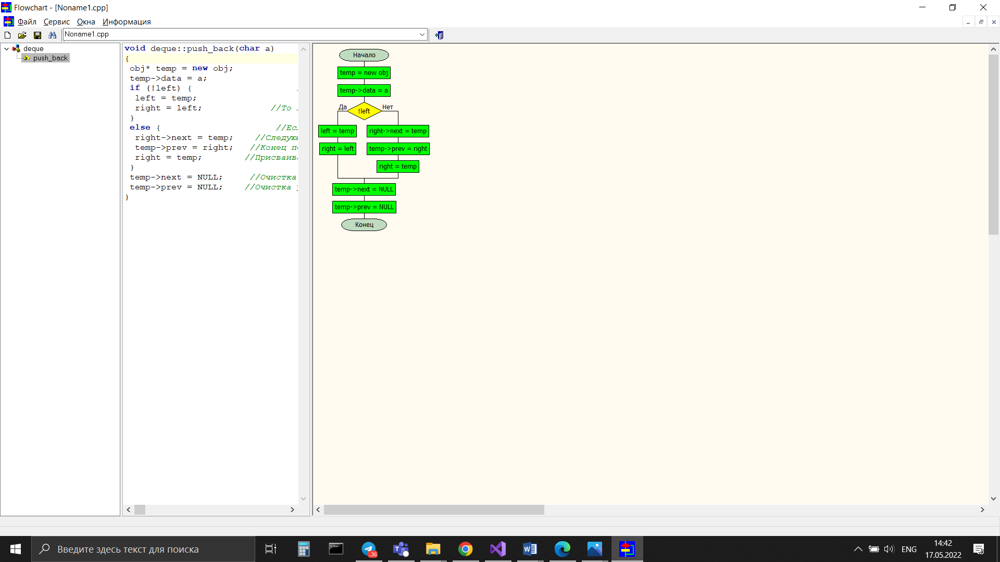 Flowchart - [Noname1.cpp]
Файл Сервис Окна Информация
Noname1.cpp
deque
push_back
void deque::push_back(char a)
{
obj* temp = new obj;
temp->data = a;
if (!left) { /
left = temp;
right = left; //То
}
else { //Есл
right->next = temp; //Следую
temp->prev = right; //Конец по
right = temp; //Присваива
}
temp->next = NULL; //Очистка
temp->prev = NULL; //Очистка
}
Начало
temp = new obj
temp->data = a
Да
!left
Нет
left = temp
right->next = temp
right = left
temp->prev = right
right = temp
temp->next = NULL
temp->prev = NULL
Конец
Введите здесь текст для поиска
..36
ENG
14:42
17.05.2022